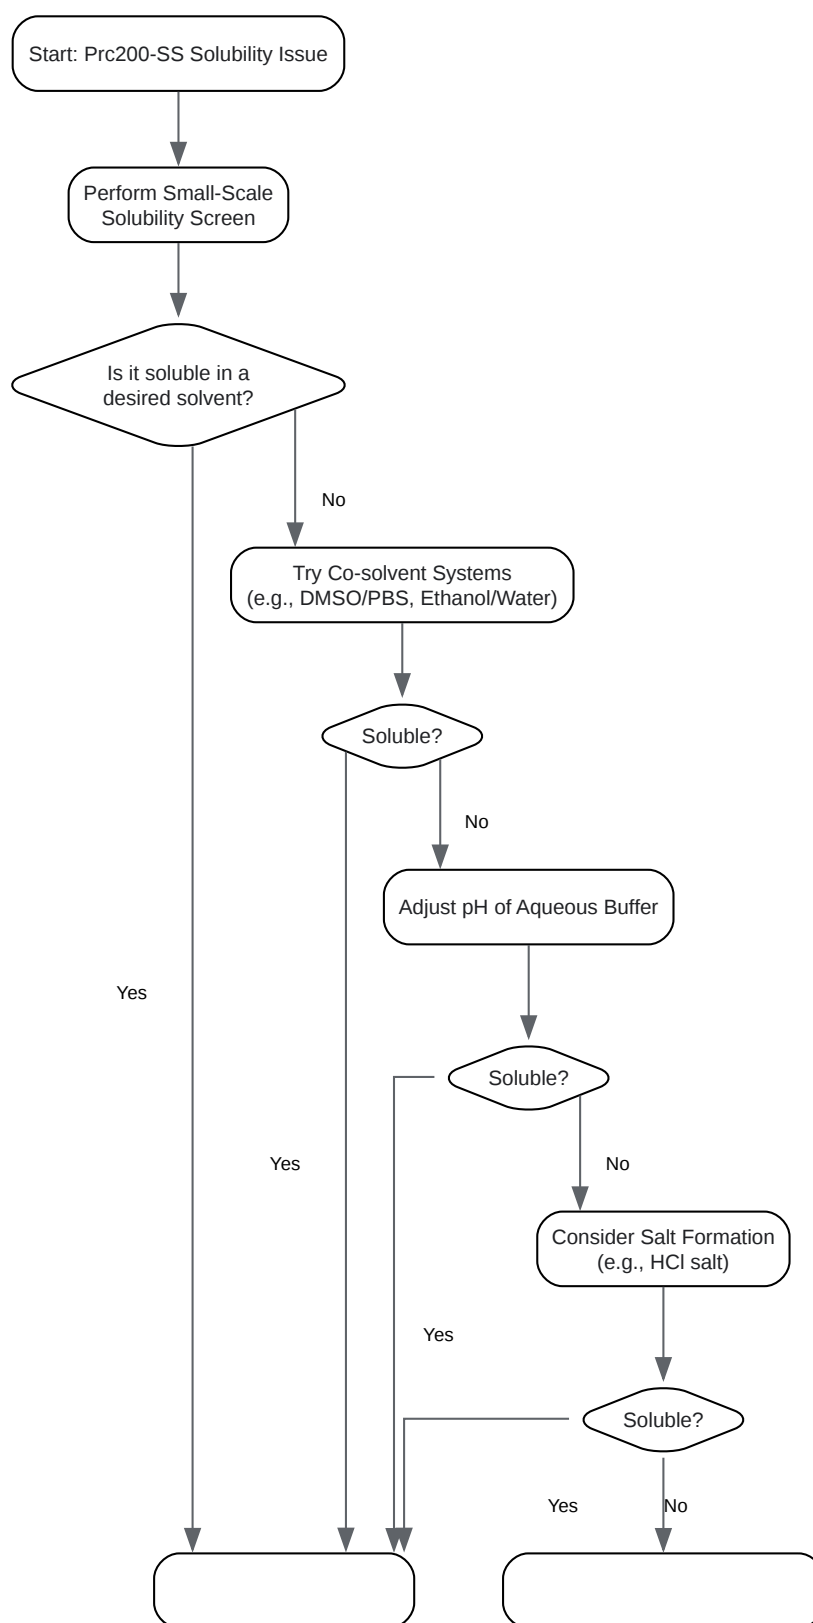 Start: Prc200-SS Solubility Issue
Perform Small-Scale
Solubility Screen
Is it soluble in a
desired solvent?
No
Try Co-solvent Systems
(e.g., DMSO/PBS, Ethanol/Water)
Soluble?
No
Adjust pH of Aqueous Buffer
Yes
Soluble?
Yes
No
Consider Salt Formation
(e.g., HCl salt)
Yes
Soluble?
Yes
No